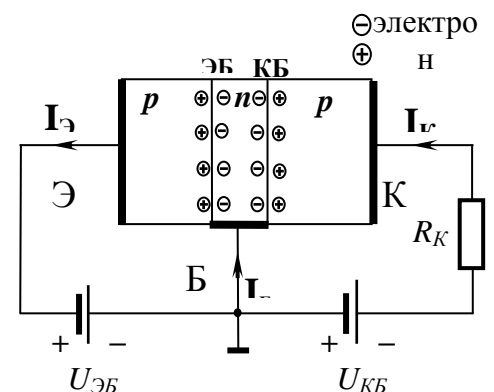 ⊖электро
⊕ н
ЭБ КБ
p n p
Iэ Iк
Э К
Rк
Б I
+ − + −
UЭБ UКБ